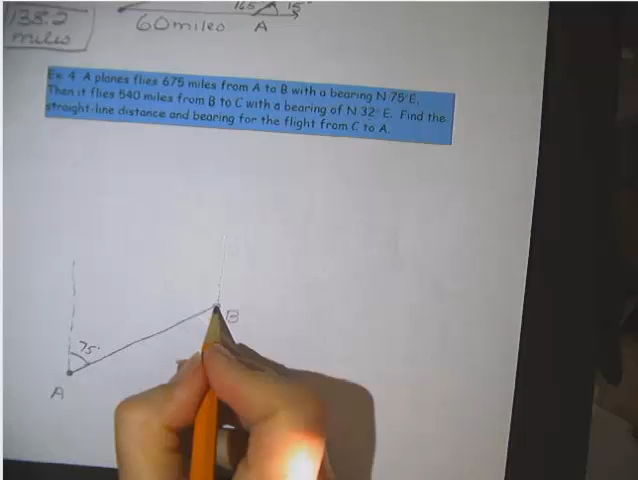 138.2
miles
60 miles
165
15°
A
Ex. 4 A planes flies 675 miles from A to B with a bearing N 75°E.
Then it flies 540 miles from B to C with a bearing of N 32° E. Find the
straight-line distance and bearing for the flight from C to A.
75°
B
A